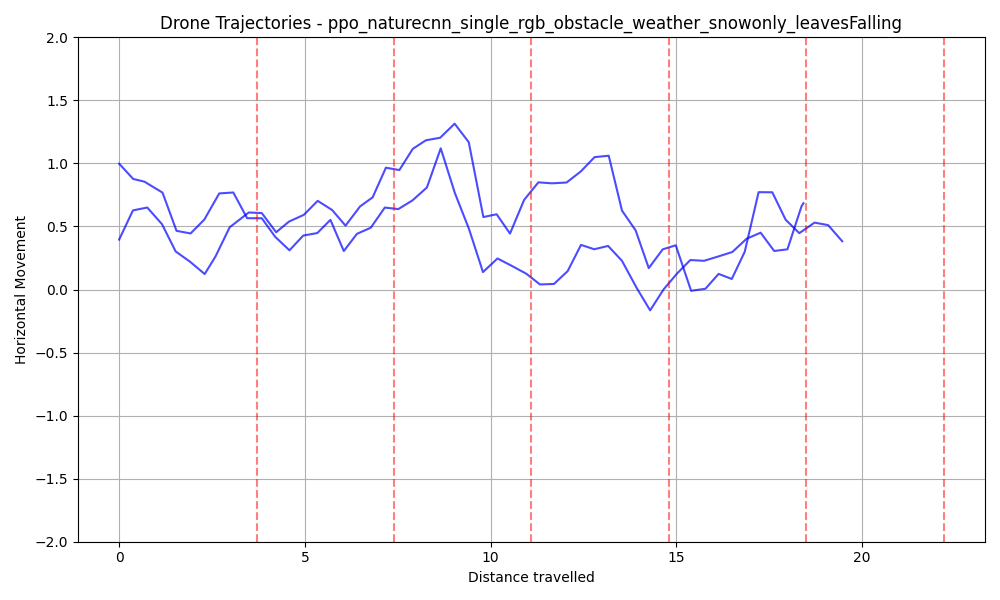 Drone Trajectories - ppo_naturecnn_single_rgb_obstacle_weather_snowonly_leavesFalling
Horizontal Movement
2.0
1.5
1.0
0.5
0.0
−0.5
−1.0
−1.5
−2.0
0 5 10 15 20
Distance travelled